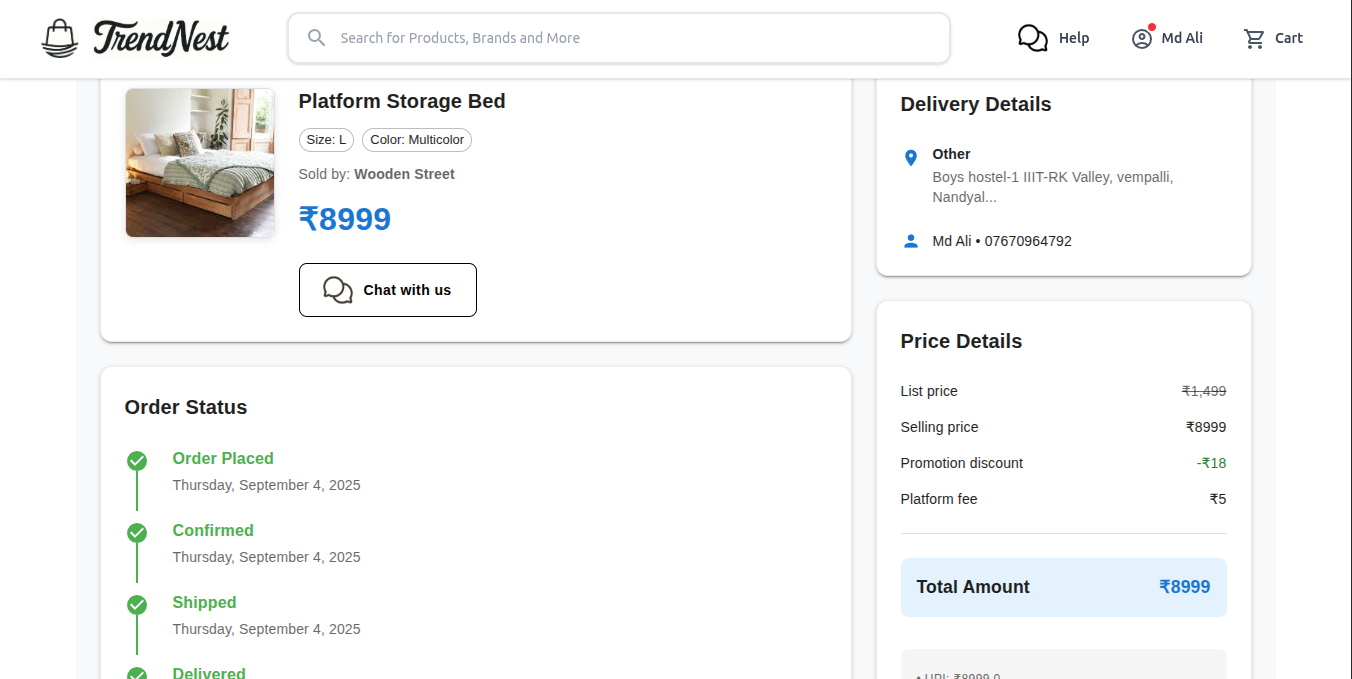 TrendNest
Search for Products, Brands and More
Help
Md Ali
Cart
Platform Storage Bed
Size: L
Color: Multicolor
Sold by: Wooden Street
₹8999
Chat with us
Order Status
Order Placed
Thursday, September 4, 2025
Confirmed
Thursday, September 4, 2025
Shipped
Thursday, September 4, 2025
Delivered
Delivery Details
Other
Boys hostel-1 IIIT-RK Valley, vempalli,
Nandyal...
Md Ali • 07670964792
Price Details
List price ₹1,499
Selling price ₹8999
Promotion discount -₹18
Platform fee ₹5
Total Amount ₹8999
• UPI: ₹8999.0